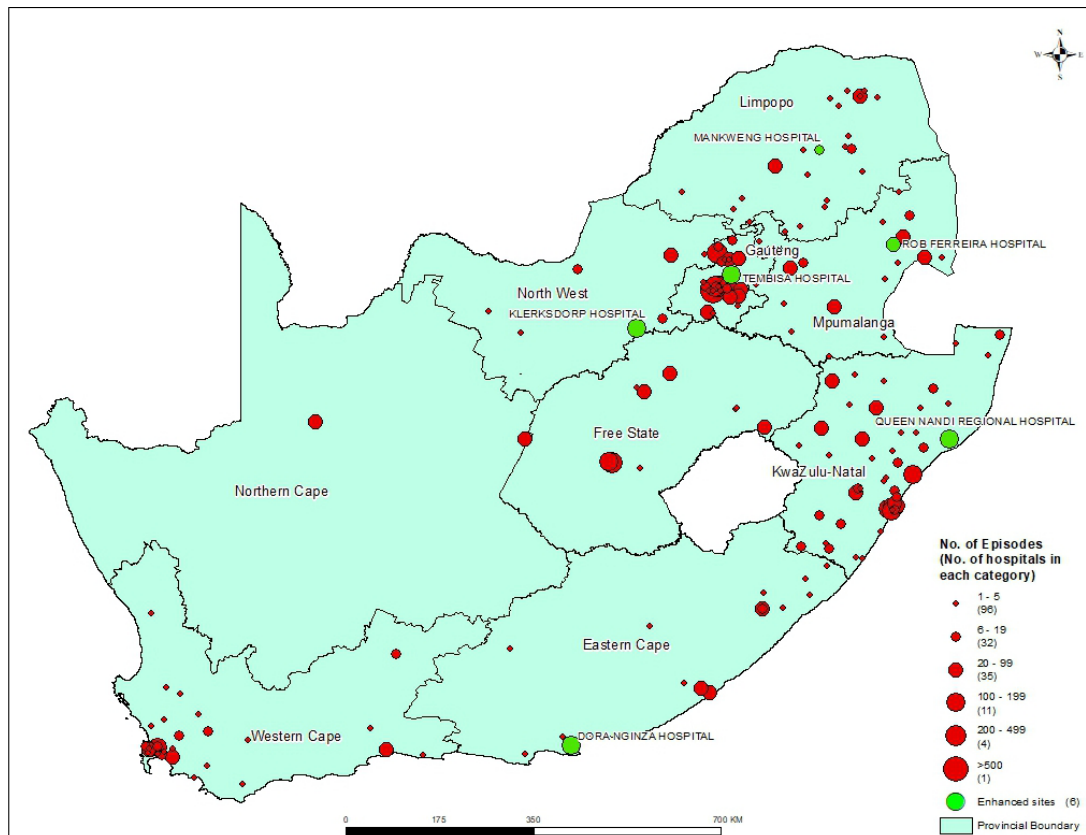 N
W E
S
Limpopo
MANKWENG HOSPITAL
Gauteng
ROB FERREIRA HOSPITAL
TEMBISA HOSPITAL
North West
KLERKSDORP HOSPITAL
Mpumalanga
QUEEN NANDI REGIONAL HOSPITAL
Free State
KwaZulu-Natal
Northern Cape
Eastern Cape
Western Cape
DORA-NGINZA HOSPITAL
No. of Episodes
(No. of hospitals in
each category)
1 - 5
(96)
6 - 19
(32)
20 - 99
(35)
100 - 199
(11)
200 - 499
(4)
>500
(1)
Enhanced sites (6)
Provincial Boundary
0 175 350 700 KM